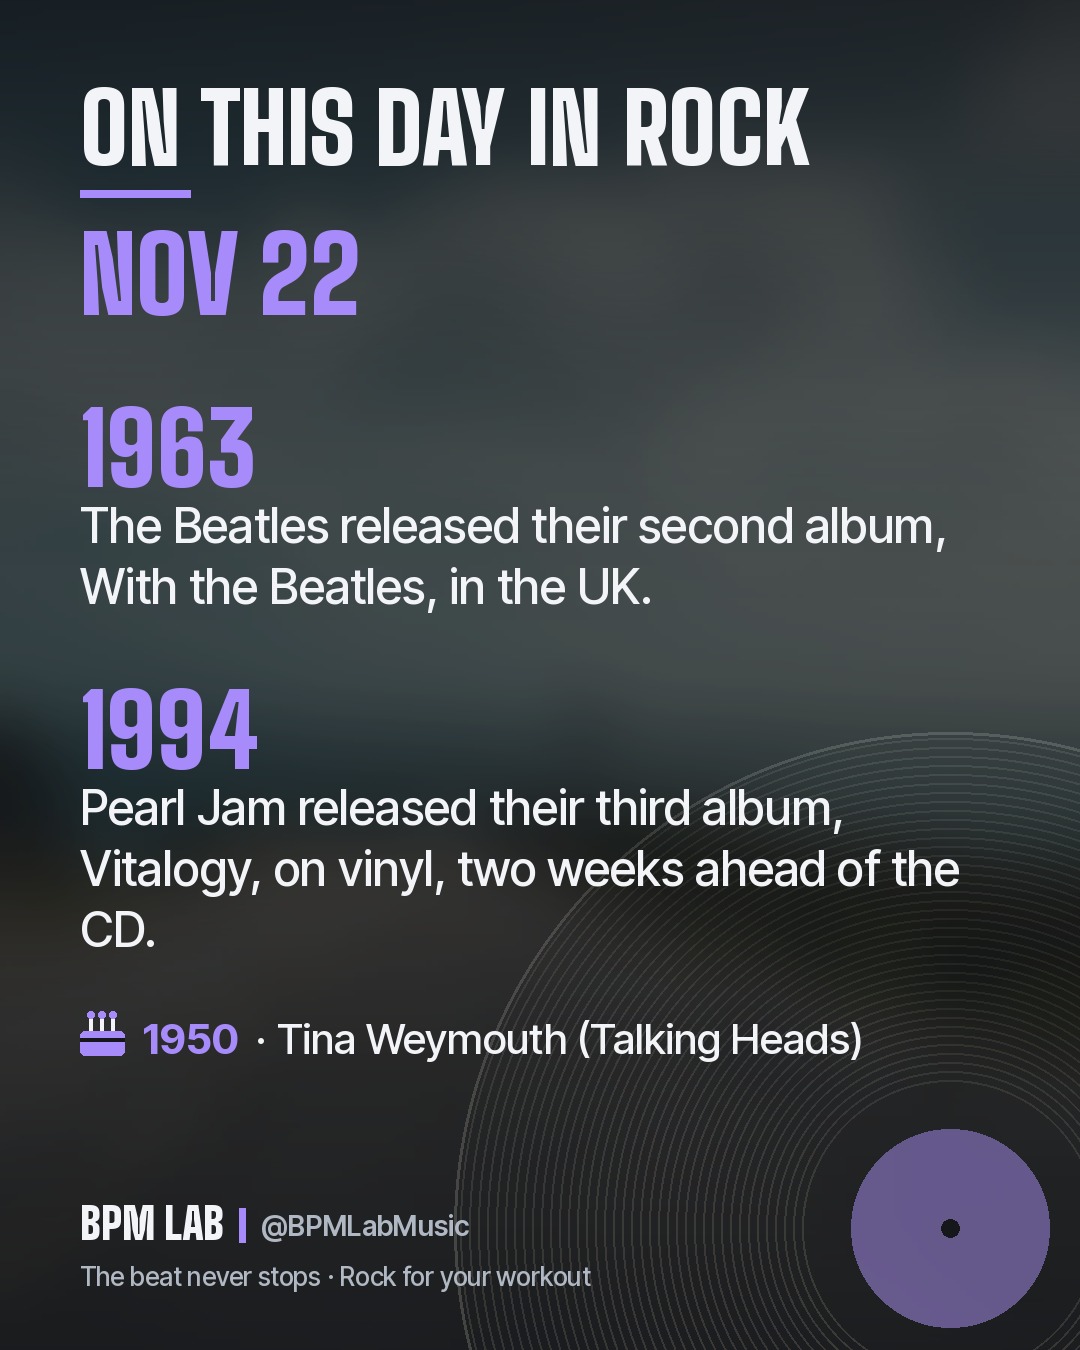 ON THIS DAY IN ROCK
NOV 22
1963
The Beatles released their second album,
With the Beatles, in the UK.
1994
Pearl Jam released their third album,
Vitalogy, on vinyl, two weeks ahead of the
CD.
1950 · Tina Weymouth (Talking Heads)
BPM LAB @BPMLabMusic
The beat never stops · Rock for your workout